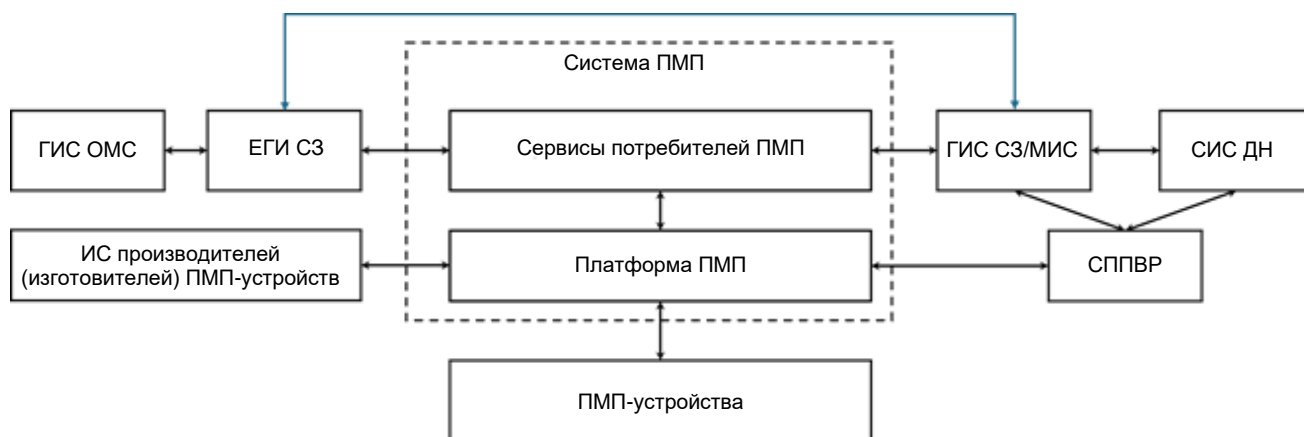 Система ПМП
ГИС ОМС
ЕГИ СЗ
Сервисы потребителей ПМП
ГИС СЗ/МИС
СИС ДН
ИС производителей
(изготовителей) ПМП-устройств
Платформа ПМП
СППВР
ПМП-устройства